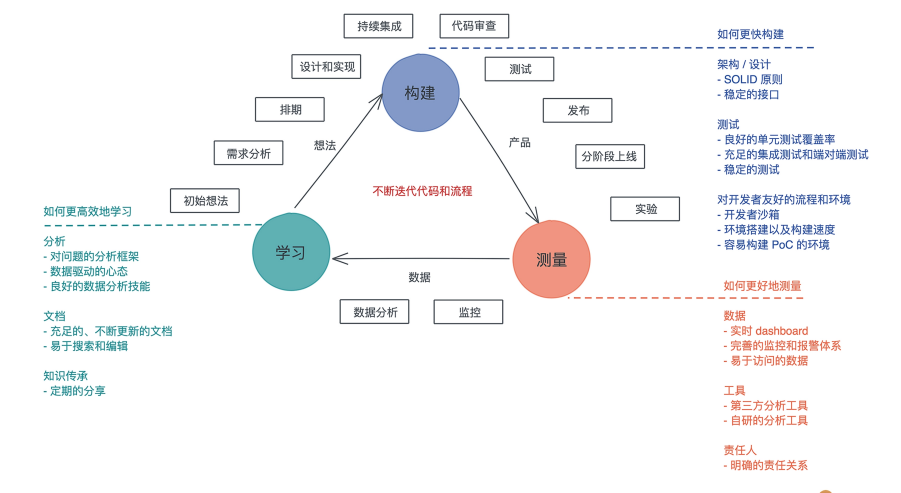 持续集成
代码审查
设计和实现
测试
排期
发布
需求分析
分阶段上线
初始想法
实验
构建
想法
产品
不断迭代代码和流程
学习
测量
数据
数据分析
监控
如何更快构建
架构 / 设计
- SOLID 原则
- 稳定的接口
测试
- 良好的单元测试覆盖率
- 充足的集成测试和端对端测试
- 稳定的测试
对开发者友好的流程和环境
- 开发者沙箱
- 环境搭建以及构建速度
- 容易构建 PoC 的环境
如何更好地测量
数据
- 实时 dashboard
- 完善的监控和报警体系
- 易于访问的数据
工具
- 第三方分析工具
- 自研的分析工具
责任人
- 明确的责任关系
如何更高效地学习
分析
- 对问题的分析框架
- 数据驱动的心态
- 良好的数据分析技能
文档
- 充足的、不断更新的文档
- 易于搜索和编辑
知识传承
- 定期的分享